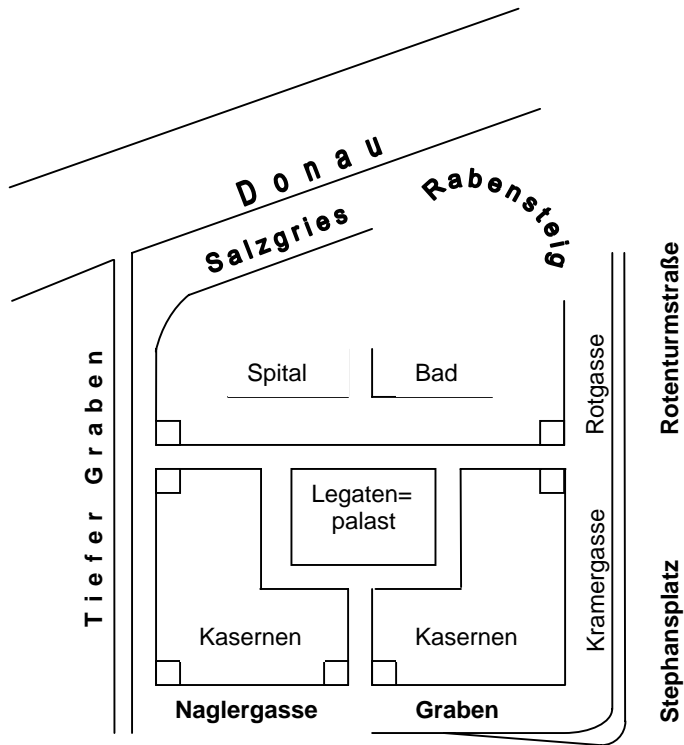 Donau
Rabensteig
Salzgries
Spital
Bad
Rotgasse
Rotenturmstraße
Tiefer Graben
Legaten=
palast
Kramergasse
Kasernen
Kasernen
Stephansplatz
Naglergasse
Graben